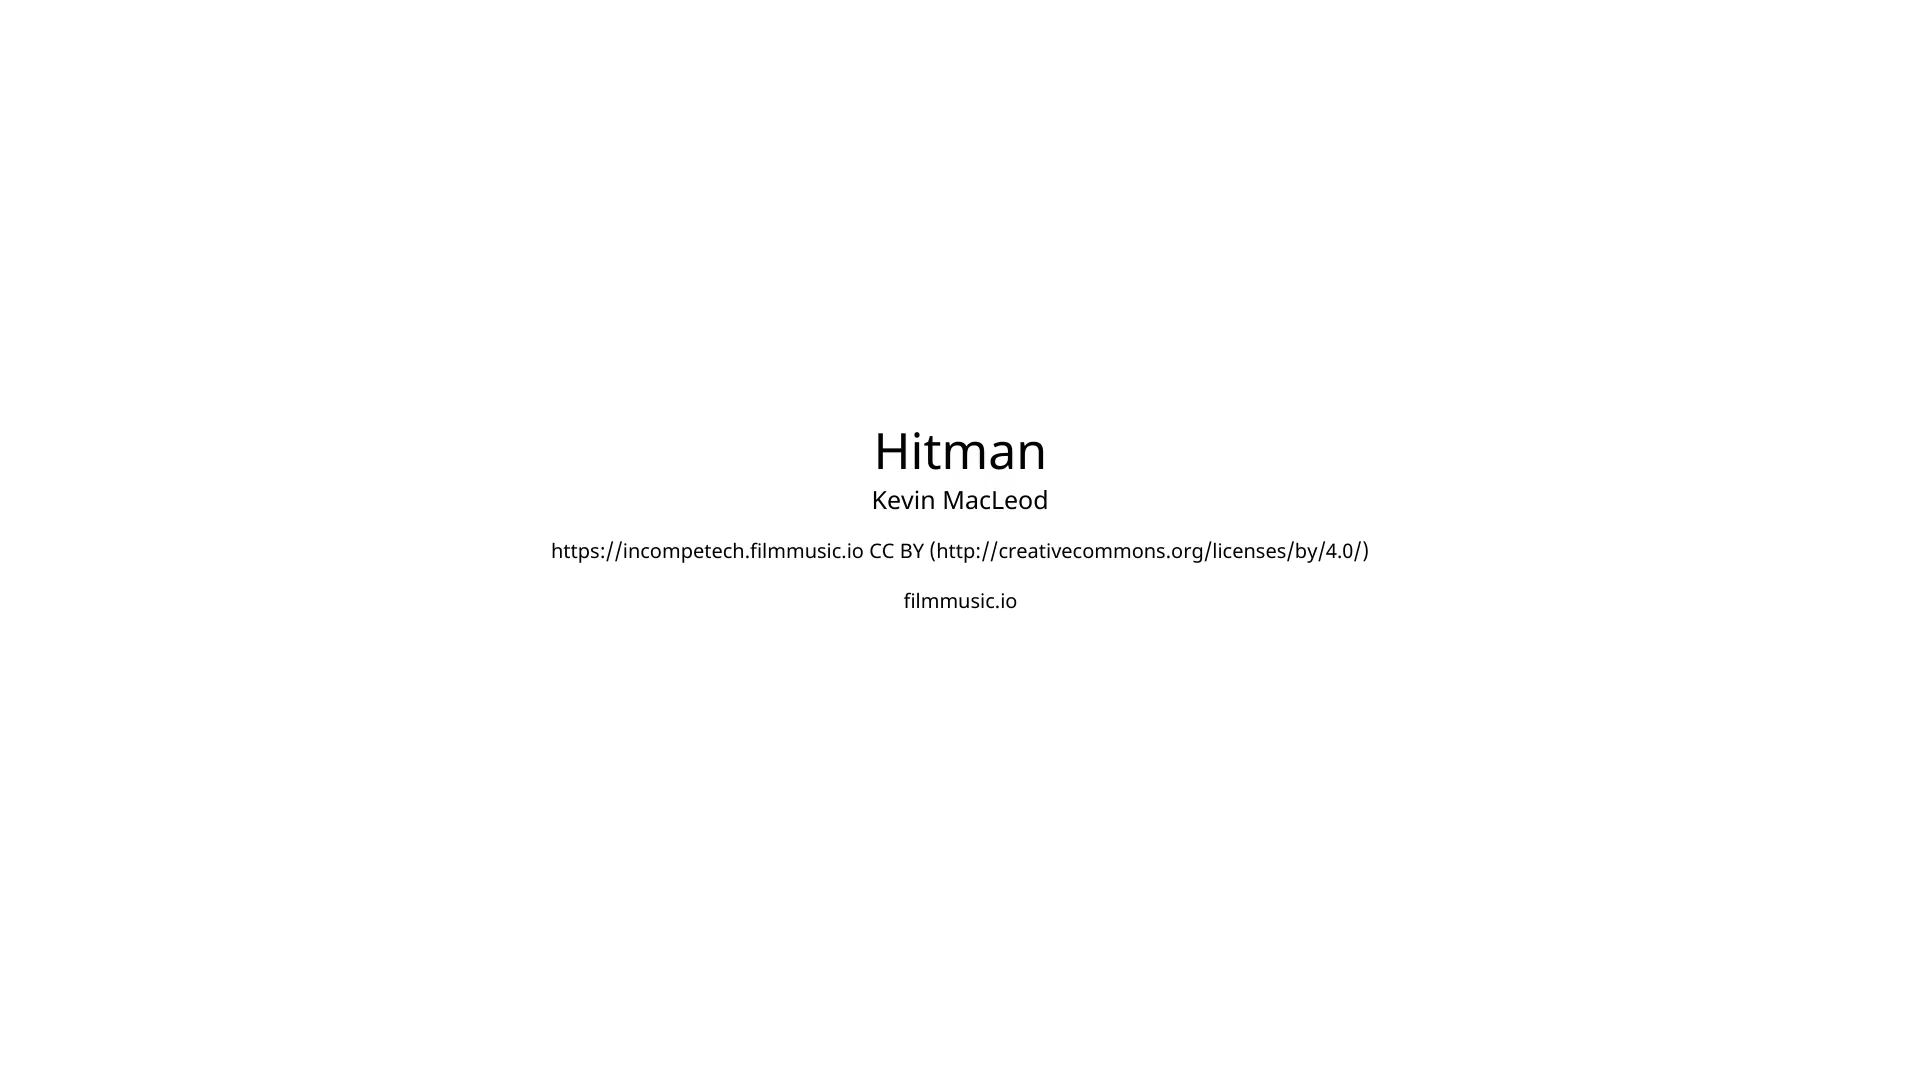 Hitman
Kevin MacLeod
https://incompetech.filmmusic.io CC BY (http://creativecommons.org/licenses/by/4.0/)
filmmusic.io